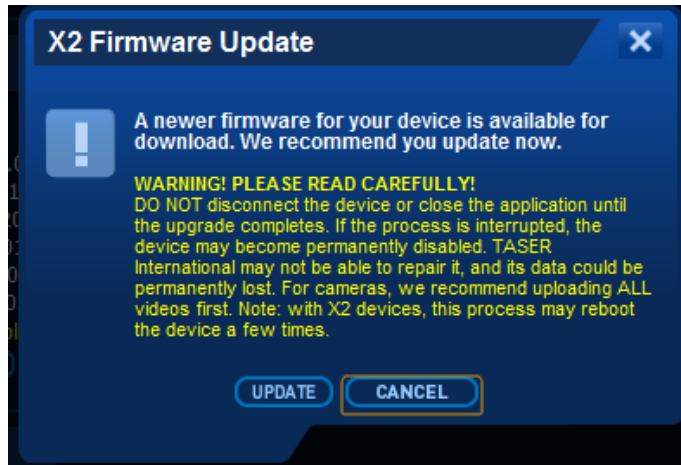 X2 Firmware Update
A newer firmware for your device is available for
download. We recommend you update now.
WARNING! PLEASE READ CAREFULLY!
DO NOT disconnect the device or close the application until
the upgrade completes. If the process is interrupted, the
device may become permanently disabled. TASER
International may not be able to repair it, and its data could be
permanently lost. For cameras, we recommend uploading ALL
videos first. Note: with X2 devices, this process may reboot
the device a few times.
UPDATE CANCEL